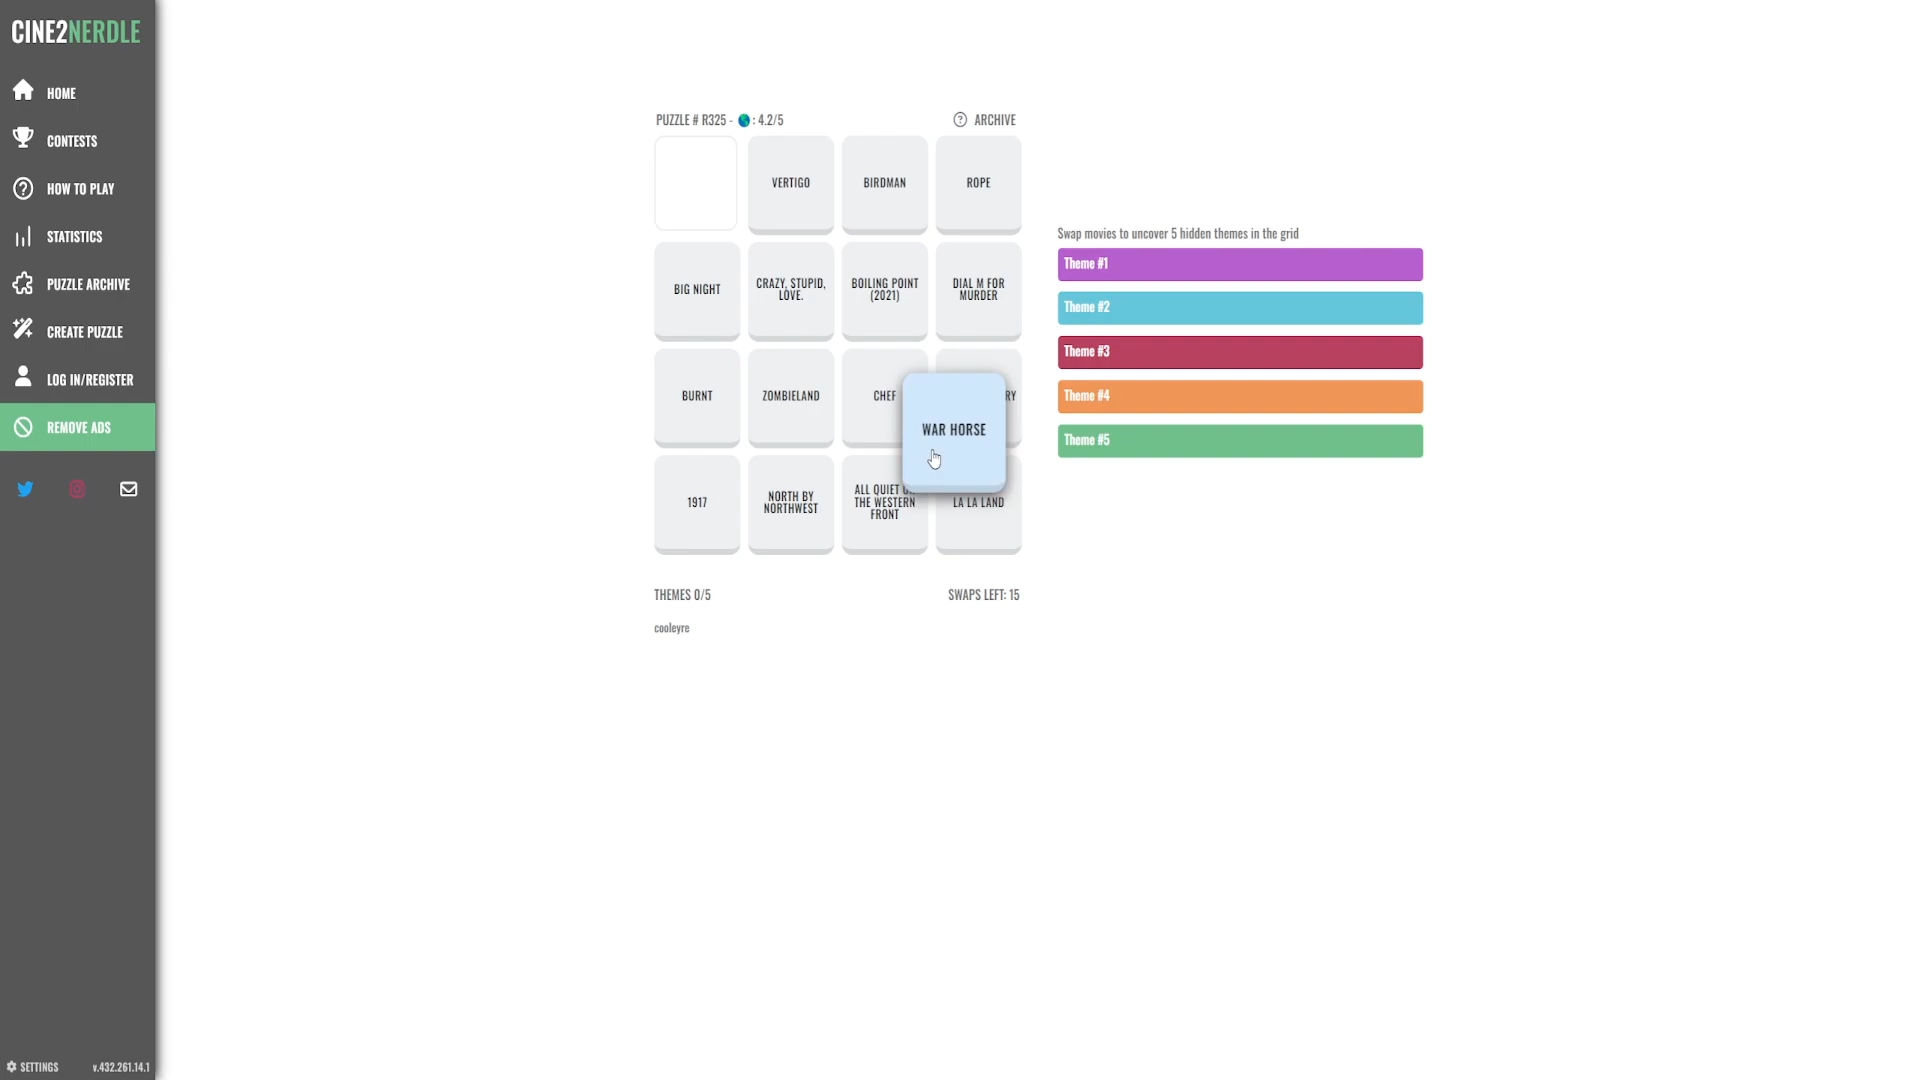 CINE2NERDLE
HOME
CONTESTS
HOW TO PLAY
STATISTICS
PUZZLE ARCHIVE
CREATE PUZZLE
LOG IN/REGISTER
REMOVE ADS
SETTINGS
v.432.261.14.1
PUZZLE # R325 - 🌎 : 4.2/5
ARCHIVE
VERTIGO
BIRDMAN
ROPE
BIG NIGHT
CRAZY, STUPID,
LOVE.
BOILING POINT
(2021)
DIAL M FOR
MURDER
BURNT
ZOMBIELAND
CHEF
RY
WAR HORSE
1917
NORTH BY
NORTHWEST
ALL QUIET
THE WESTERN
FRONT
LA LA LAND
THEMES 0/5
SWAPS LEFT: 15
cooleyre
Swap movies to uncover 5 hidden themes in the grid
Theme #1
Theme #2
Theme #3
Theme #4
Theme #5